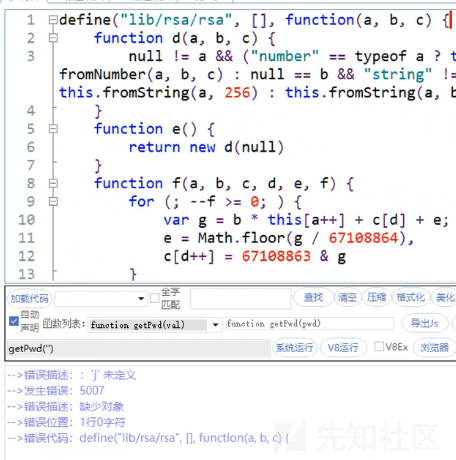 1 define("lib/rsa/rsa", [], function(a, b, c) {
2 function d(a, b, c) {
3 null != a && ("number" == typeof a ? t
fromNumber(a, b, c) : null == b && "string" !=
this.fromString(a, 256) : this.fromString(a, b
4 }
5 function e() {
6 return new d(null)
7 }
8 function f(a, b, c, d, e, f) {
9 for (; --f >= 0; ) {
10 var g = b * this[a++] + c[d] + e;
11 e = Math.floor(g / 67108864),
12 c[d++] = 67108863 & g
13 }
加载代码 全字匹配 查找 清空 压缩 格式化 美化
自动声明 函数列表: function getPwd(val) function getPwd(pwd) 导出Js
getPwd('') 系统运行 V8运行 V8Ex 浏览器
-->错误描述: : 'j' 未定义
-->发生错误: 5007
-->错误描述: 缺少对象
-->错误位置: 1行0字符
-->错误代码: define("lib/rsa/rsa", [], function(a, b, c) {
先知社区